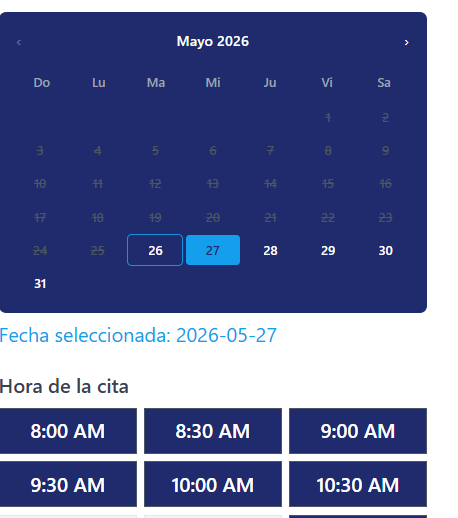 ‹ Mayo 2026 ›
Do Lu Ma Mi Ju Vi Sa
1 2
3 4 5 6 7 8 9
10 11 12 13 14 15 16
17 18 19 20 21 22 23
24 25 26 27 28 29 30
31
Fecha seleccionada: 2026-05-27
Hora de la cita
8:00 AM 8:30 AM 9:00 AM
9:30 AM 10:00 AM 10:30 AM